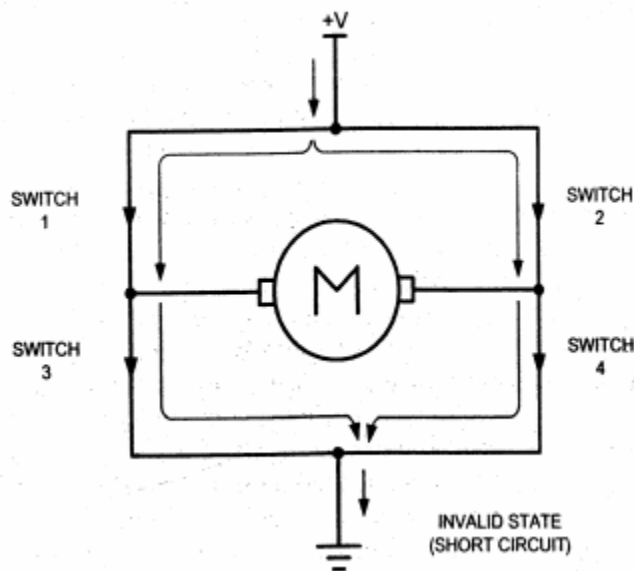 +V
SWITCH
1
SWITCH
2
M
SWITCH
3
SWITCH
4
INVALID STATE
(SHORT CIRCUIT)